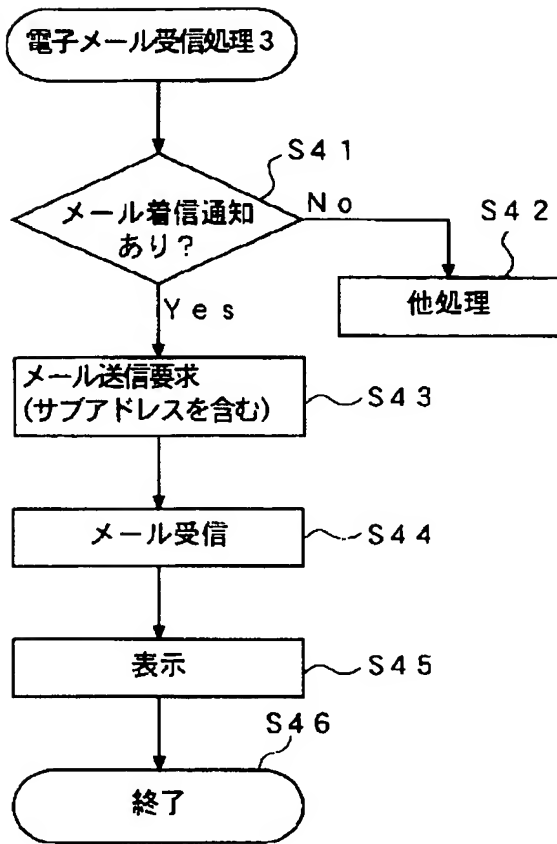 電子メール受信処理3
S41
メール着信通知
あり?
No
S42
他処理
Yes
メール送信要求
(サブアドレスを含む)
S43
メール受信
S44
表示
S45
S46
終了